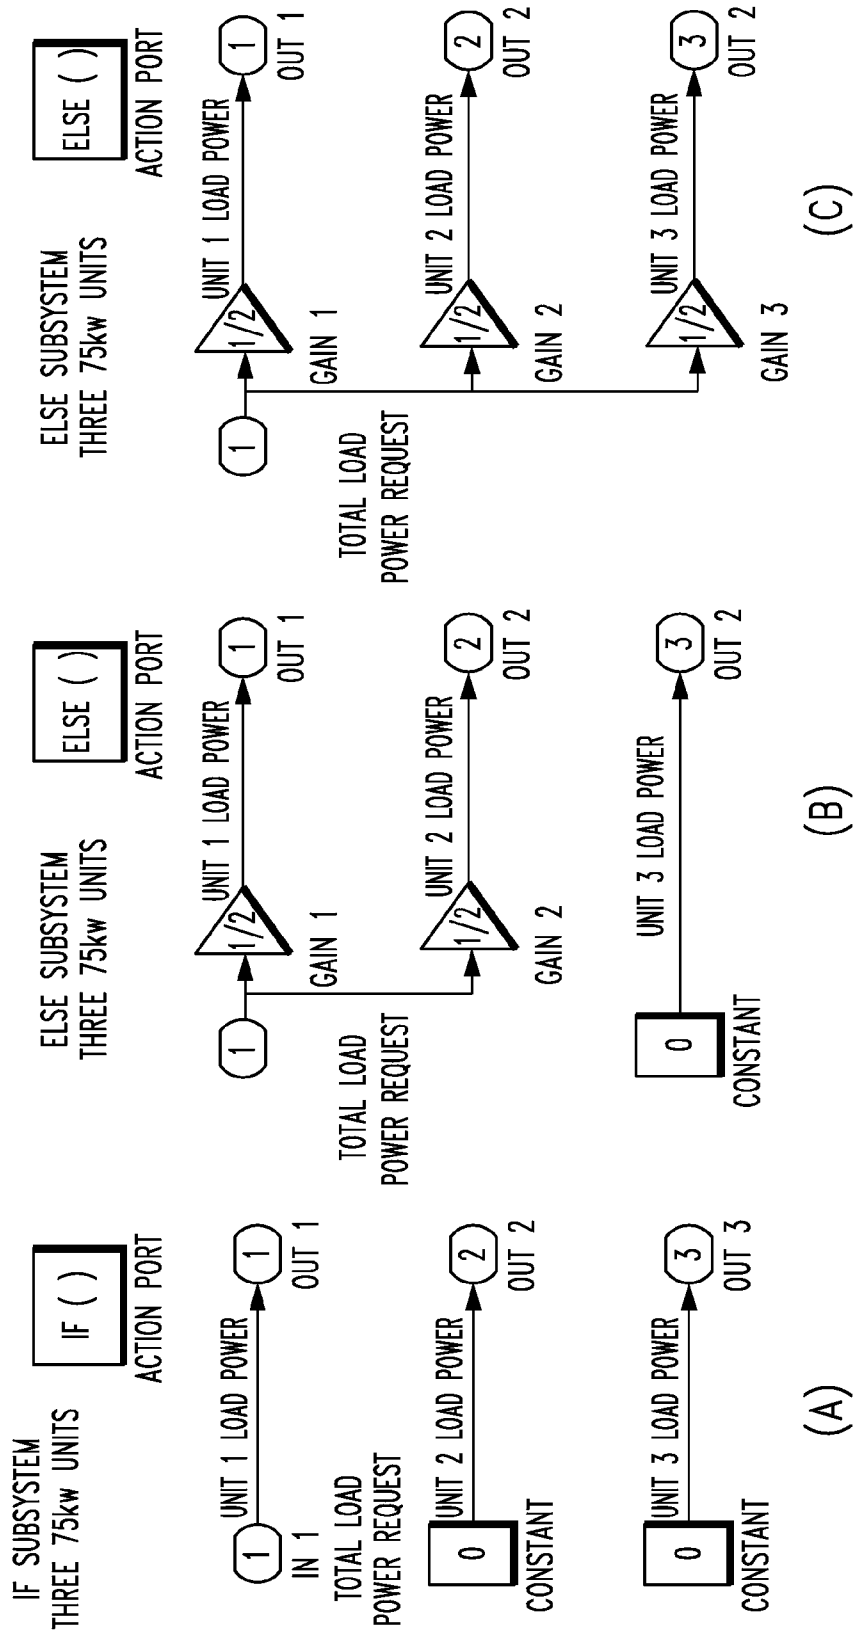 IF SUBSYSTEM
THREE 75kw UNITS
IF ( )
ACTION PORT
1
IN 1
TOTAL LOAD
POWER REQUEST
UNIT 1 LOAD POWER
1
OUT 1
0
CONSTANT
UNIT 2 LOAD POWER
2
OUT 2
0
CONSTANT
UNIT 3 LOAD POWER
3
OUT 3
(A)
ELSE SUBSYSTEM
THREE 75kw UNITS
ELSE ( )
ACTION PORT
1
TOTAL LOAD
POWER REQUEST
1/2
GAIN 1
UNIT 1 LOAD POWER
1
OUT 1
1/2
GAIN 2
UNIT 2 LOAD POWER
2
OUT 2
0
CONSTANT
UNIT 3 LOAD POWER
3
OUT 2
(B)
ELSE SUBSYSTEM
THREE 75kw UNITS
ELSE ( )
ACTION PORT
1
TOTAL LOAD
POWER REQUEST
1/2
GAIN 1
UNIT 1 LOAD POWER
1
OUT 1
1/2
GAIN 2
UNIT 2 LOAD POWER
2
OUT 2
1/2
GAIN 3
UNIT 3 LOAD POWER
3
OUT 2
(C)